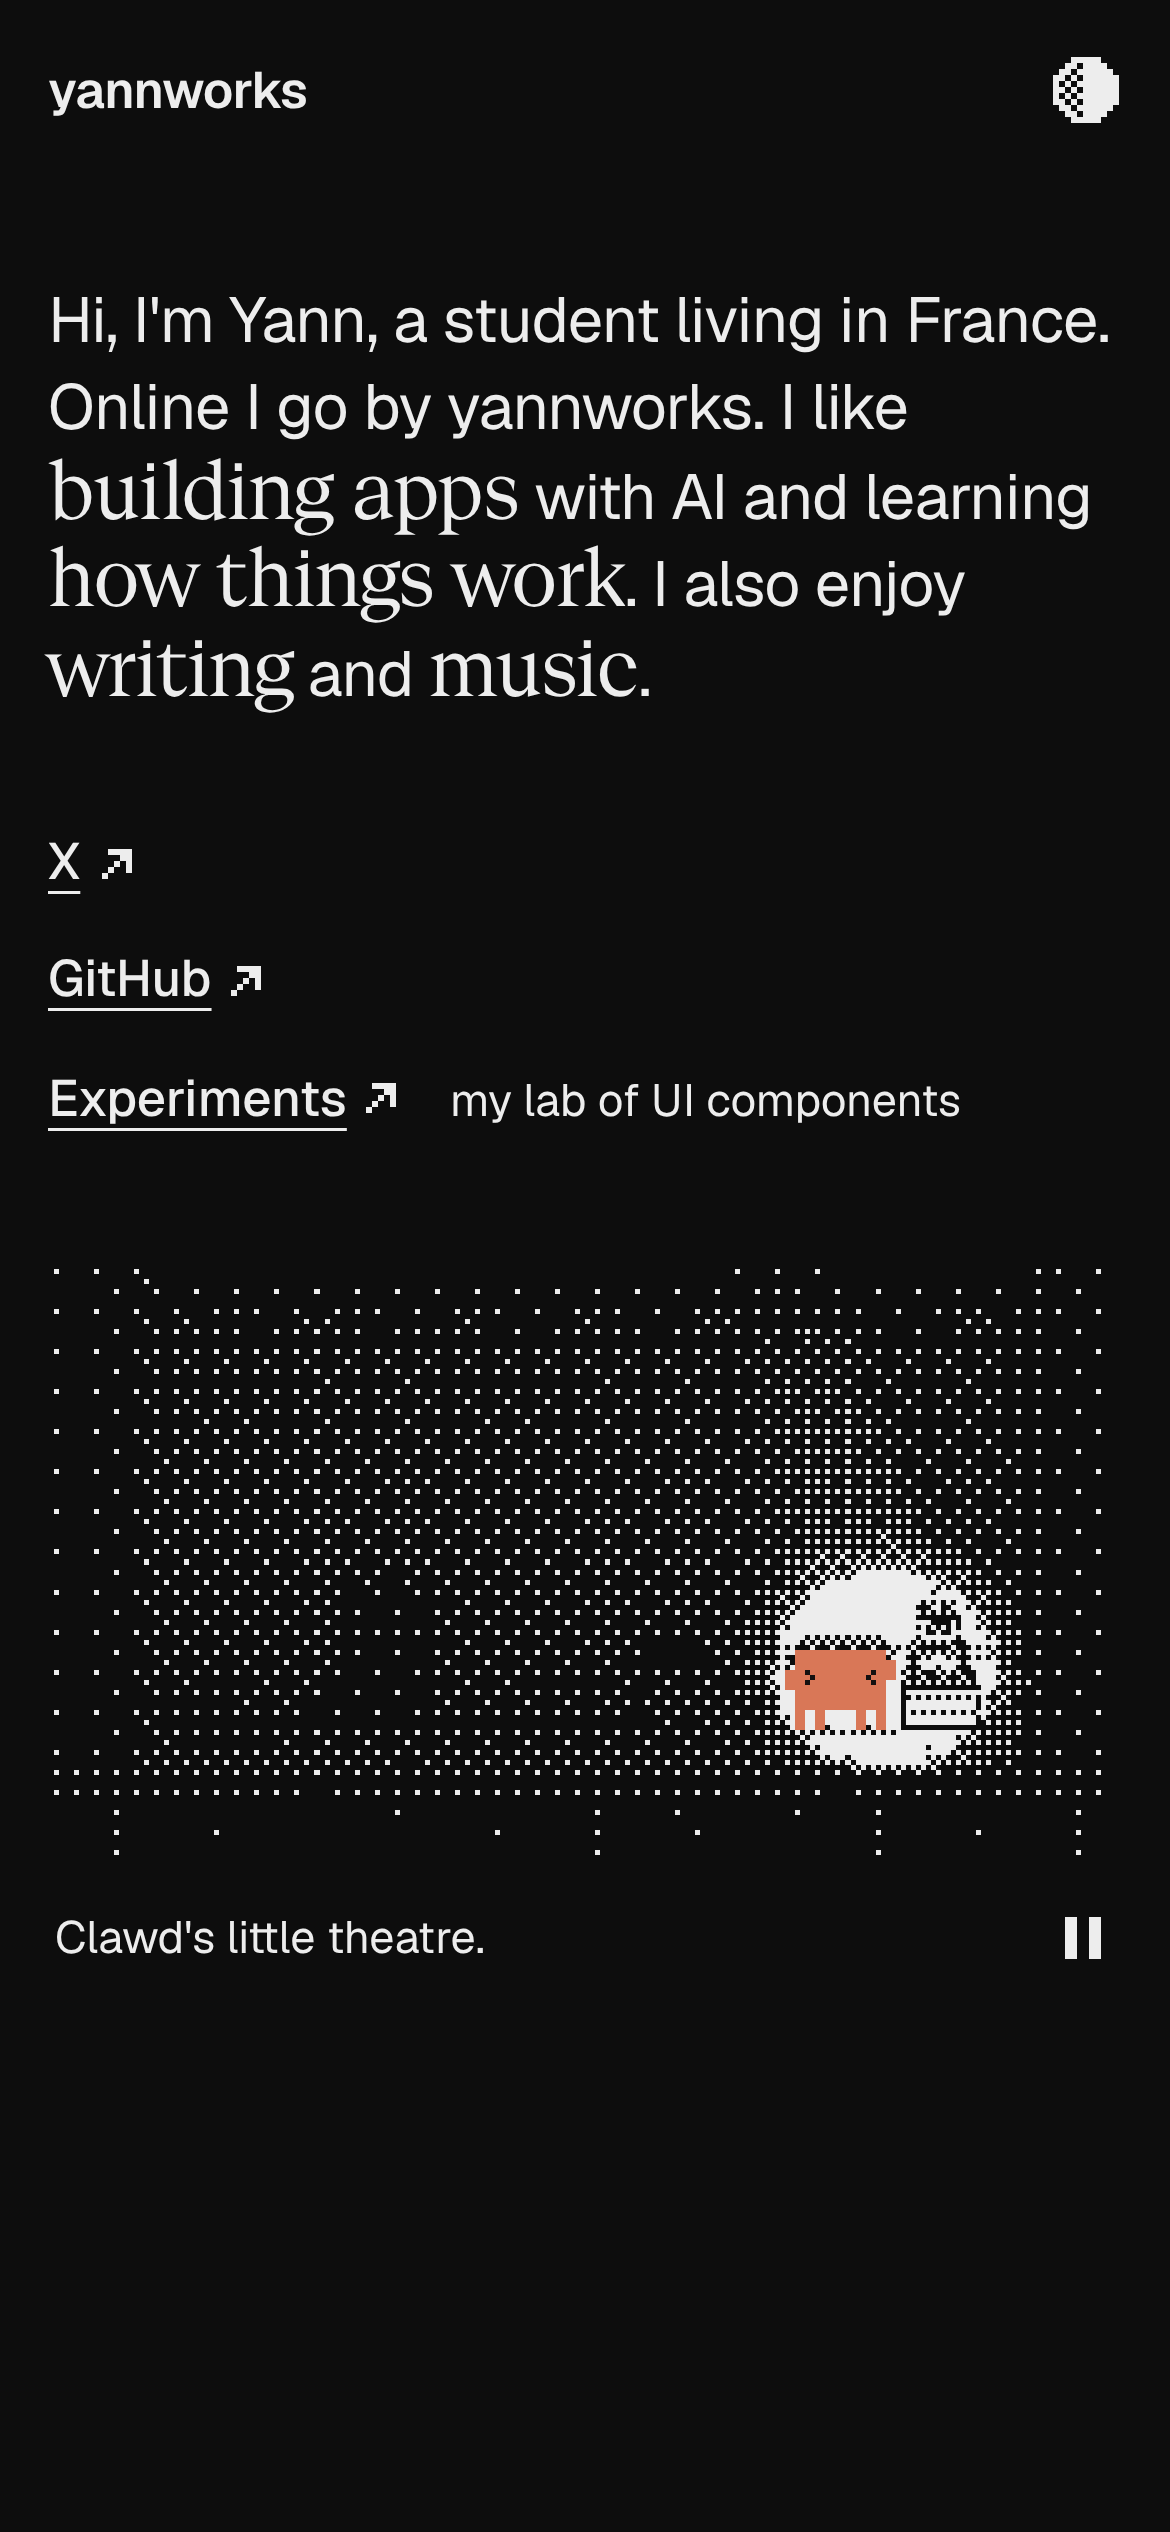 yannworks
Hi, I'm Yann, a student living in France.
Online I go by yannworks. I like
building apps with AI and learning
how things work. I also enjoy
writing and music.
X
GitHub
Experiments my lab of UI components
Clawd's little theatre.